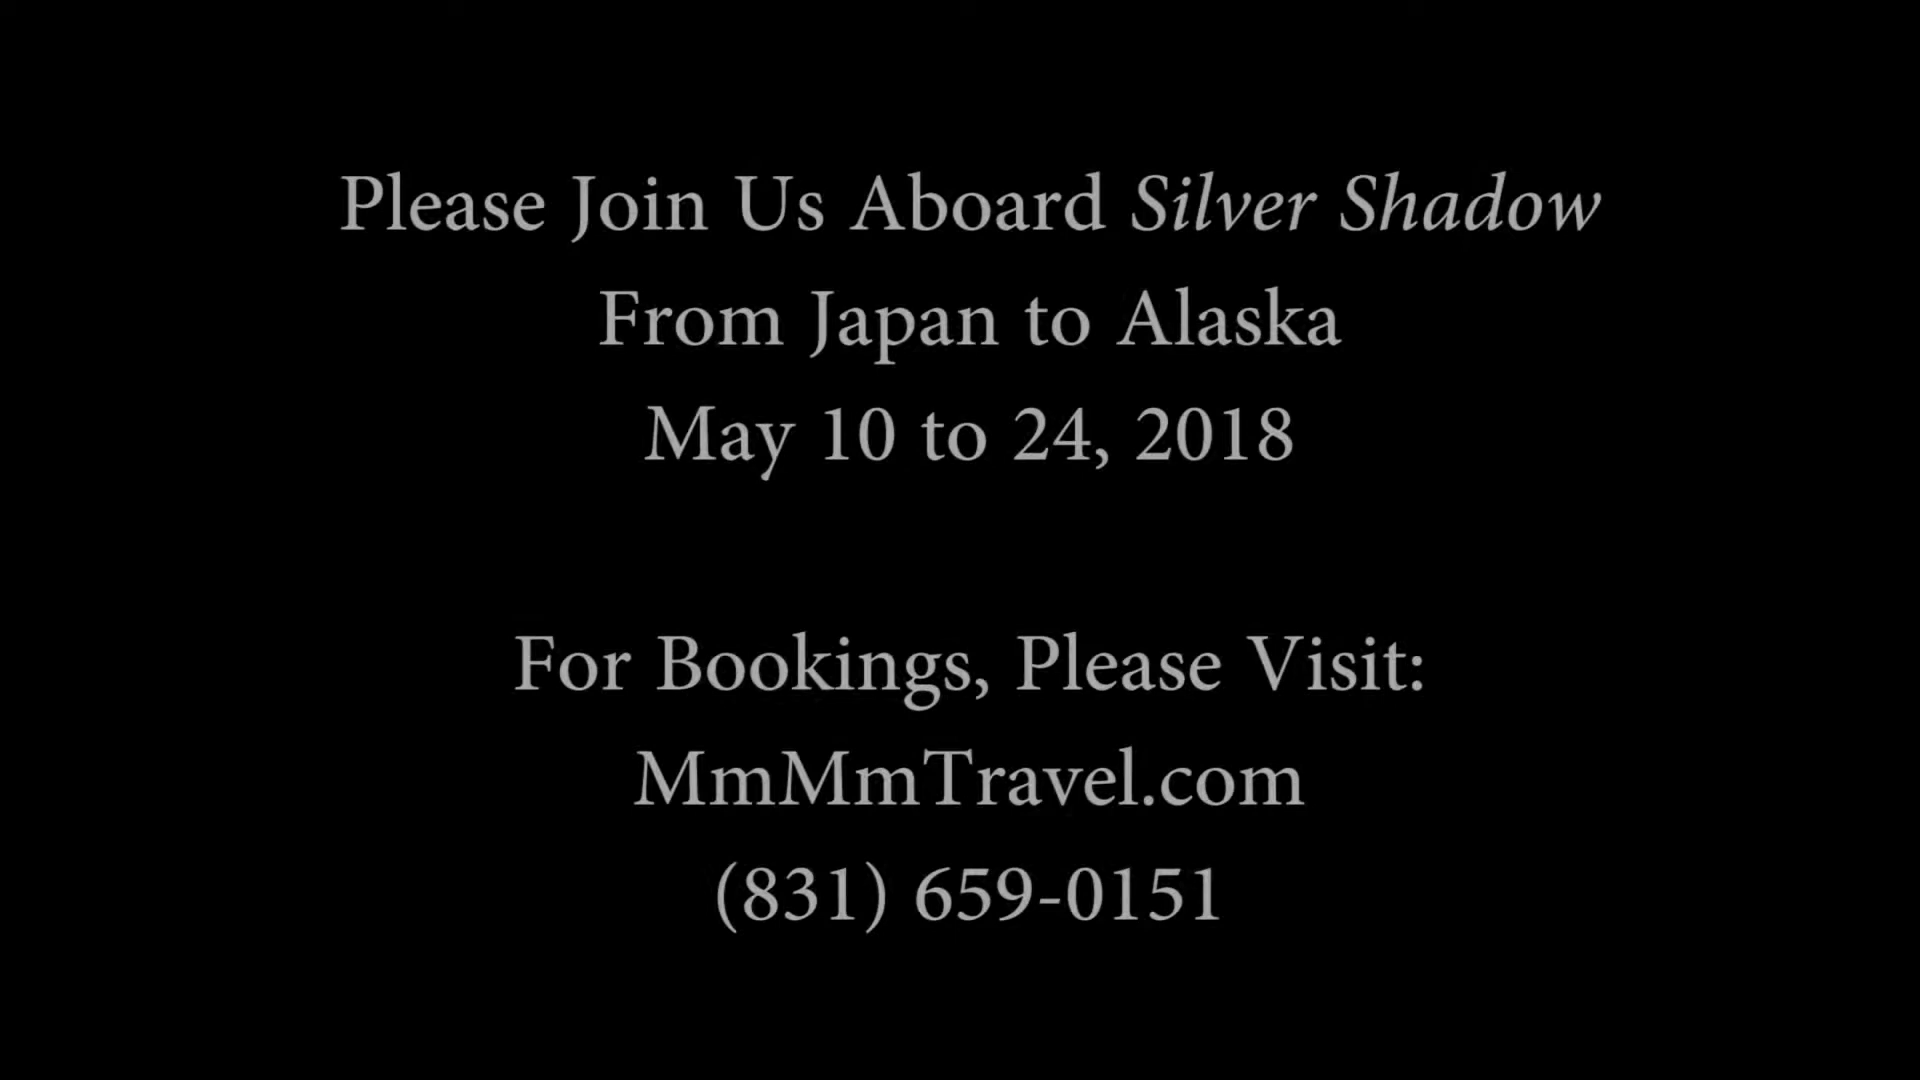 Please Join Us Aboard Silver Shadow
From Japan to Alaska
May 10 to 24, 2018
For Bookings, Please Visit:
MmMmTravel.com
(831) 659-0151